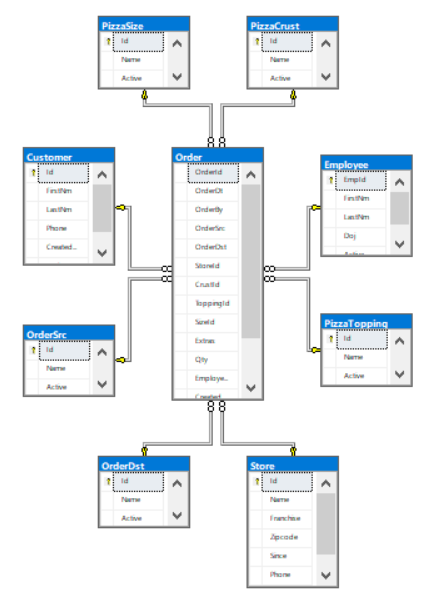 PizzaSize
Id
Name
Active
PizzaCrust
Id
Name
Active
Customer
Id
FirstNm
LastNm
Phone
Created...
Order
OrderId
OrderDt
OrderBy
OrderSrc
OrderDst
StoreId
CrustId
ToppingId
SizeId
Extras
Qty
Employe...
Created
Employee
EmpId
FirstNm
LastNm
Doj
Active
OrderSrc
Id
Name
Active
PizzaTopping
Id
Name
Active
OrderDst
Id
Name
Active
Store
Id
Name
Franchise
Zipcode
Since
Phone